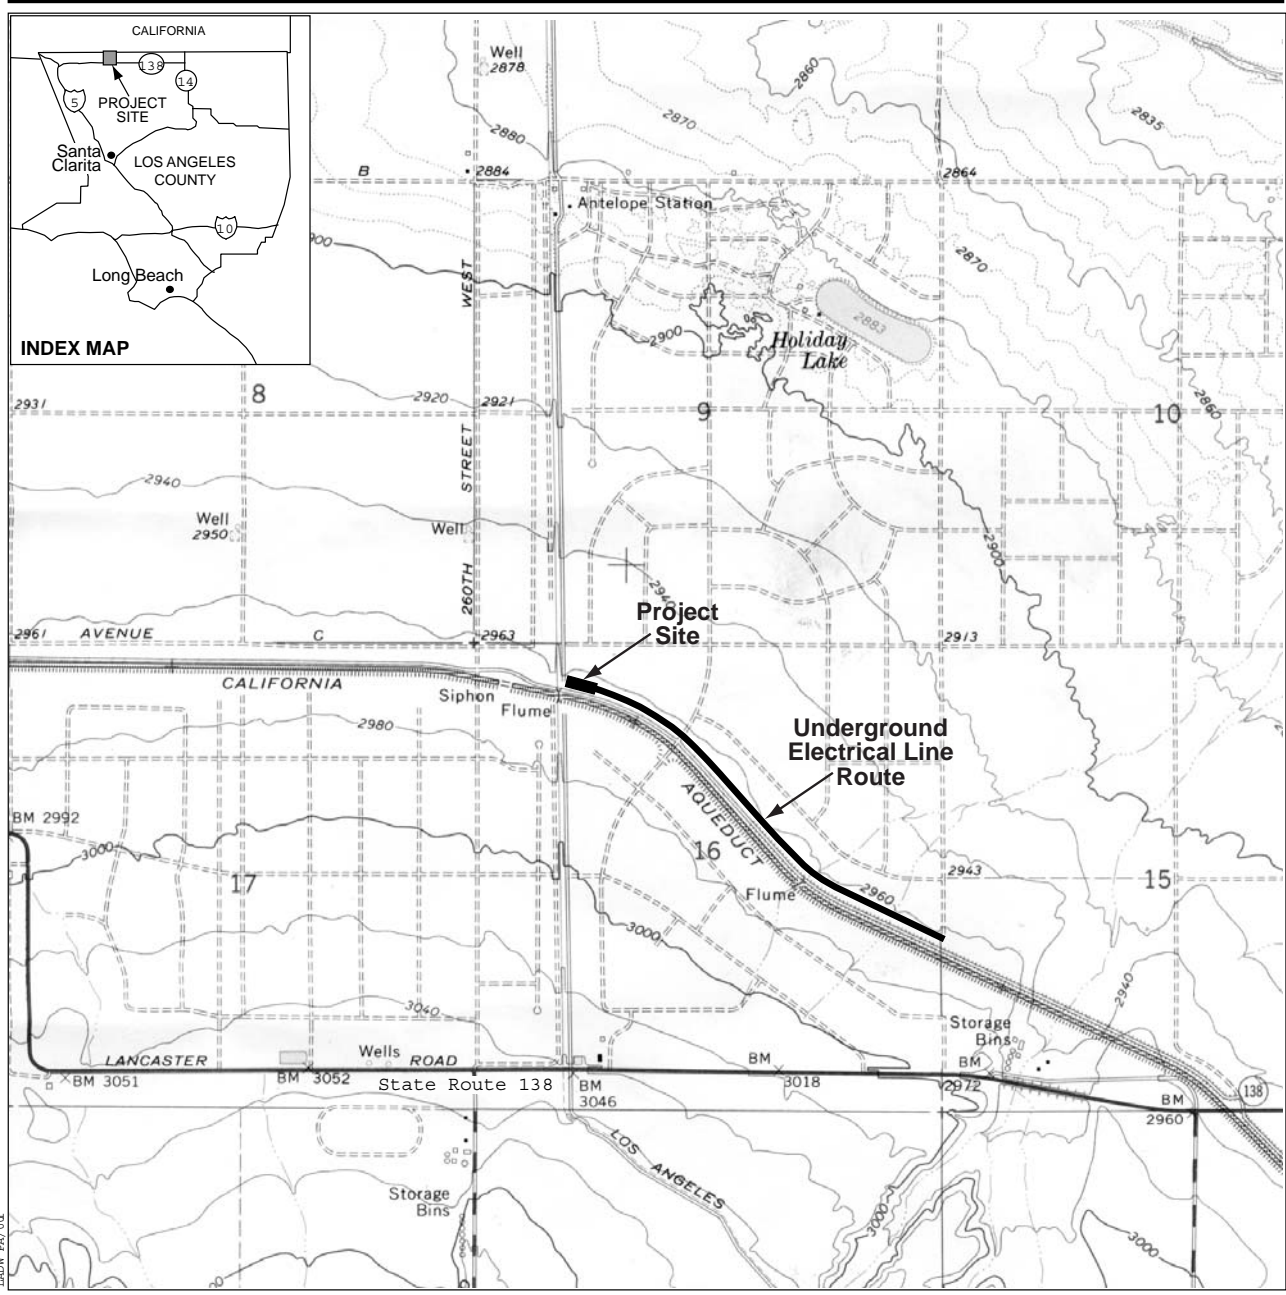 CALIFORNIA
138
14
5
PROJECT
SITE
Santa
Clarita
LOS ANGELES
COUNTY
10
Long Beach
INDEX MAP
Well
2878
2860
2835
2870
2880
B
2884
2864
Antelope Station
2900
WEST
2870
2883
2900
Holiday
Lake
8
2920
2931
2921
9
10
2860
STREET
2940
Well
2950
Well
2900
260TH
2940
Project
Site
2961
AVENUE
C
2963
2913
CALIFORNIA
Siphon
Flume
2980
Underground
Electrical Line
Route
AQUEDUCT
BM 2992
3000
16
17
2943
15
Flume
2960
3000
2940
3040
Storage
Bins
LANCASTER
Wells
ROAD
BM
BM
BM 3051
BM
3052
State Route 138
BM
3046
3018
2972
138
BM
2960
LOS ANGELES
Storage
Bins
3000
3000